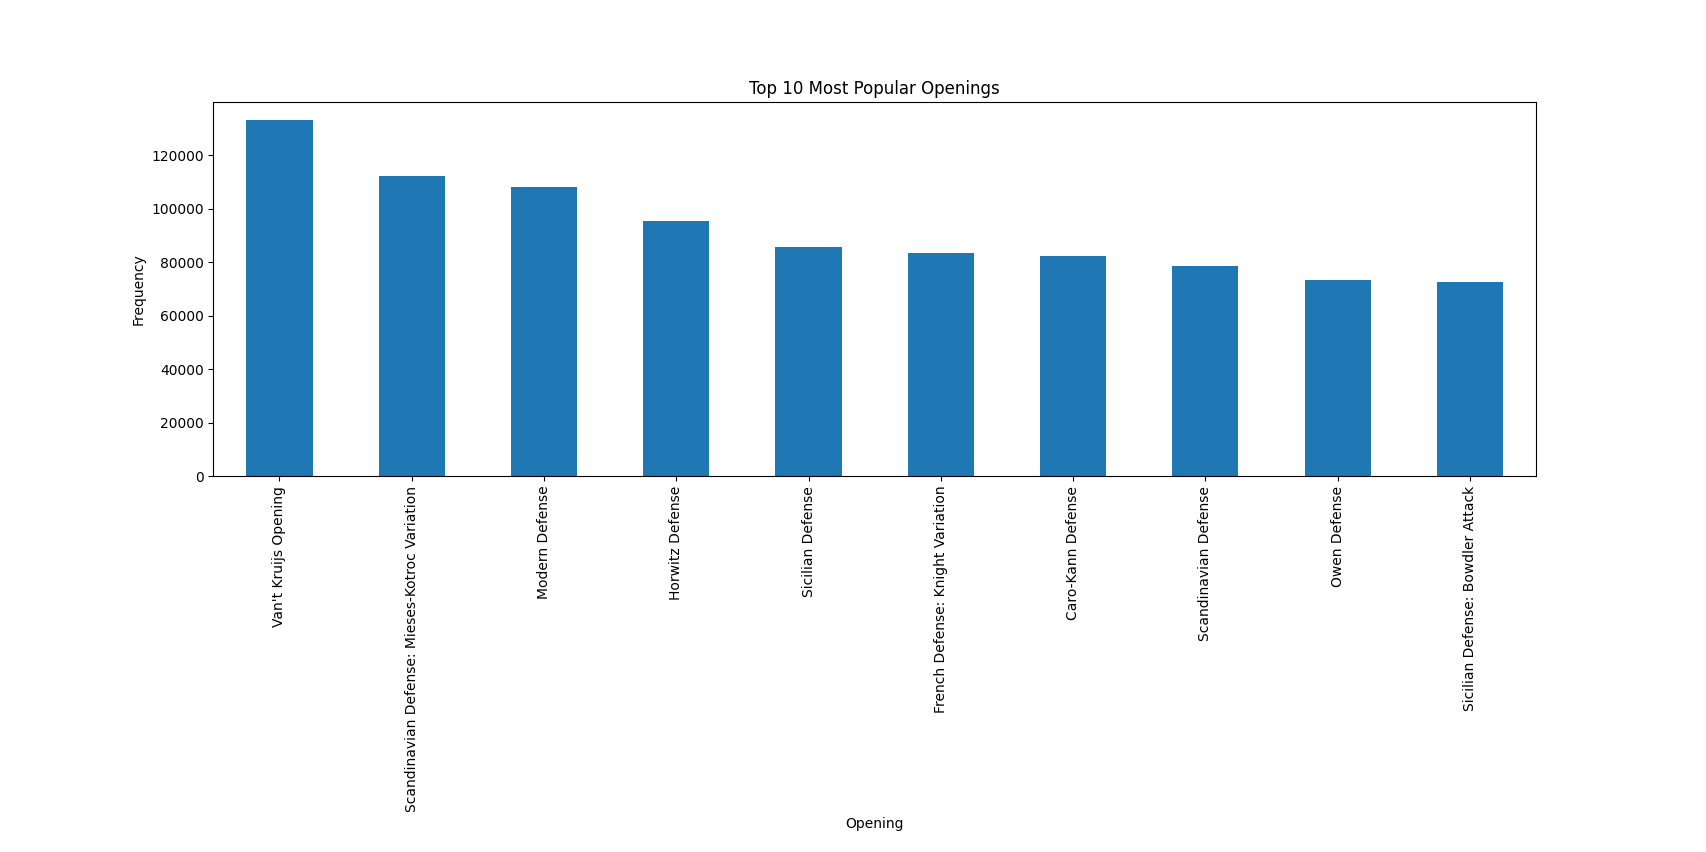 Top 10 Most Popular Openings
120000
100000
80000
60000
40000
20000
0
Frequency
Van't Kruijs Opening
Scandinavian Defense: Mieses-Kotroc Variation
Modern Defense
Horwitz Defense
Sicilian Defense
French Defense: Knight Variation
Caro-Kann Defense
Scandinavian Defense
Owen Defense
Sicilian Defense: Bowdler Attack
Opening